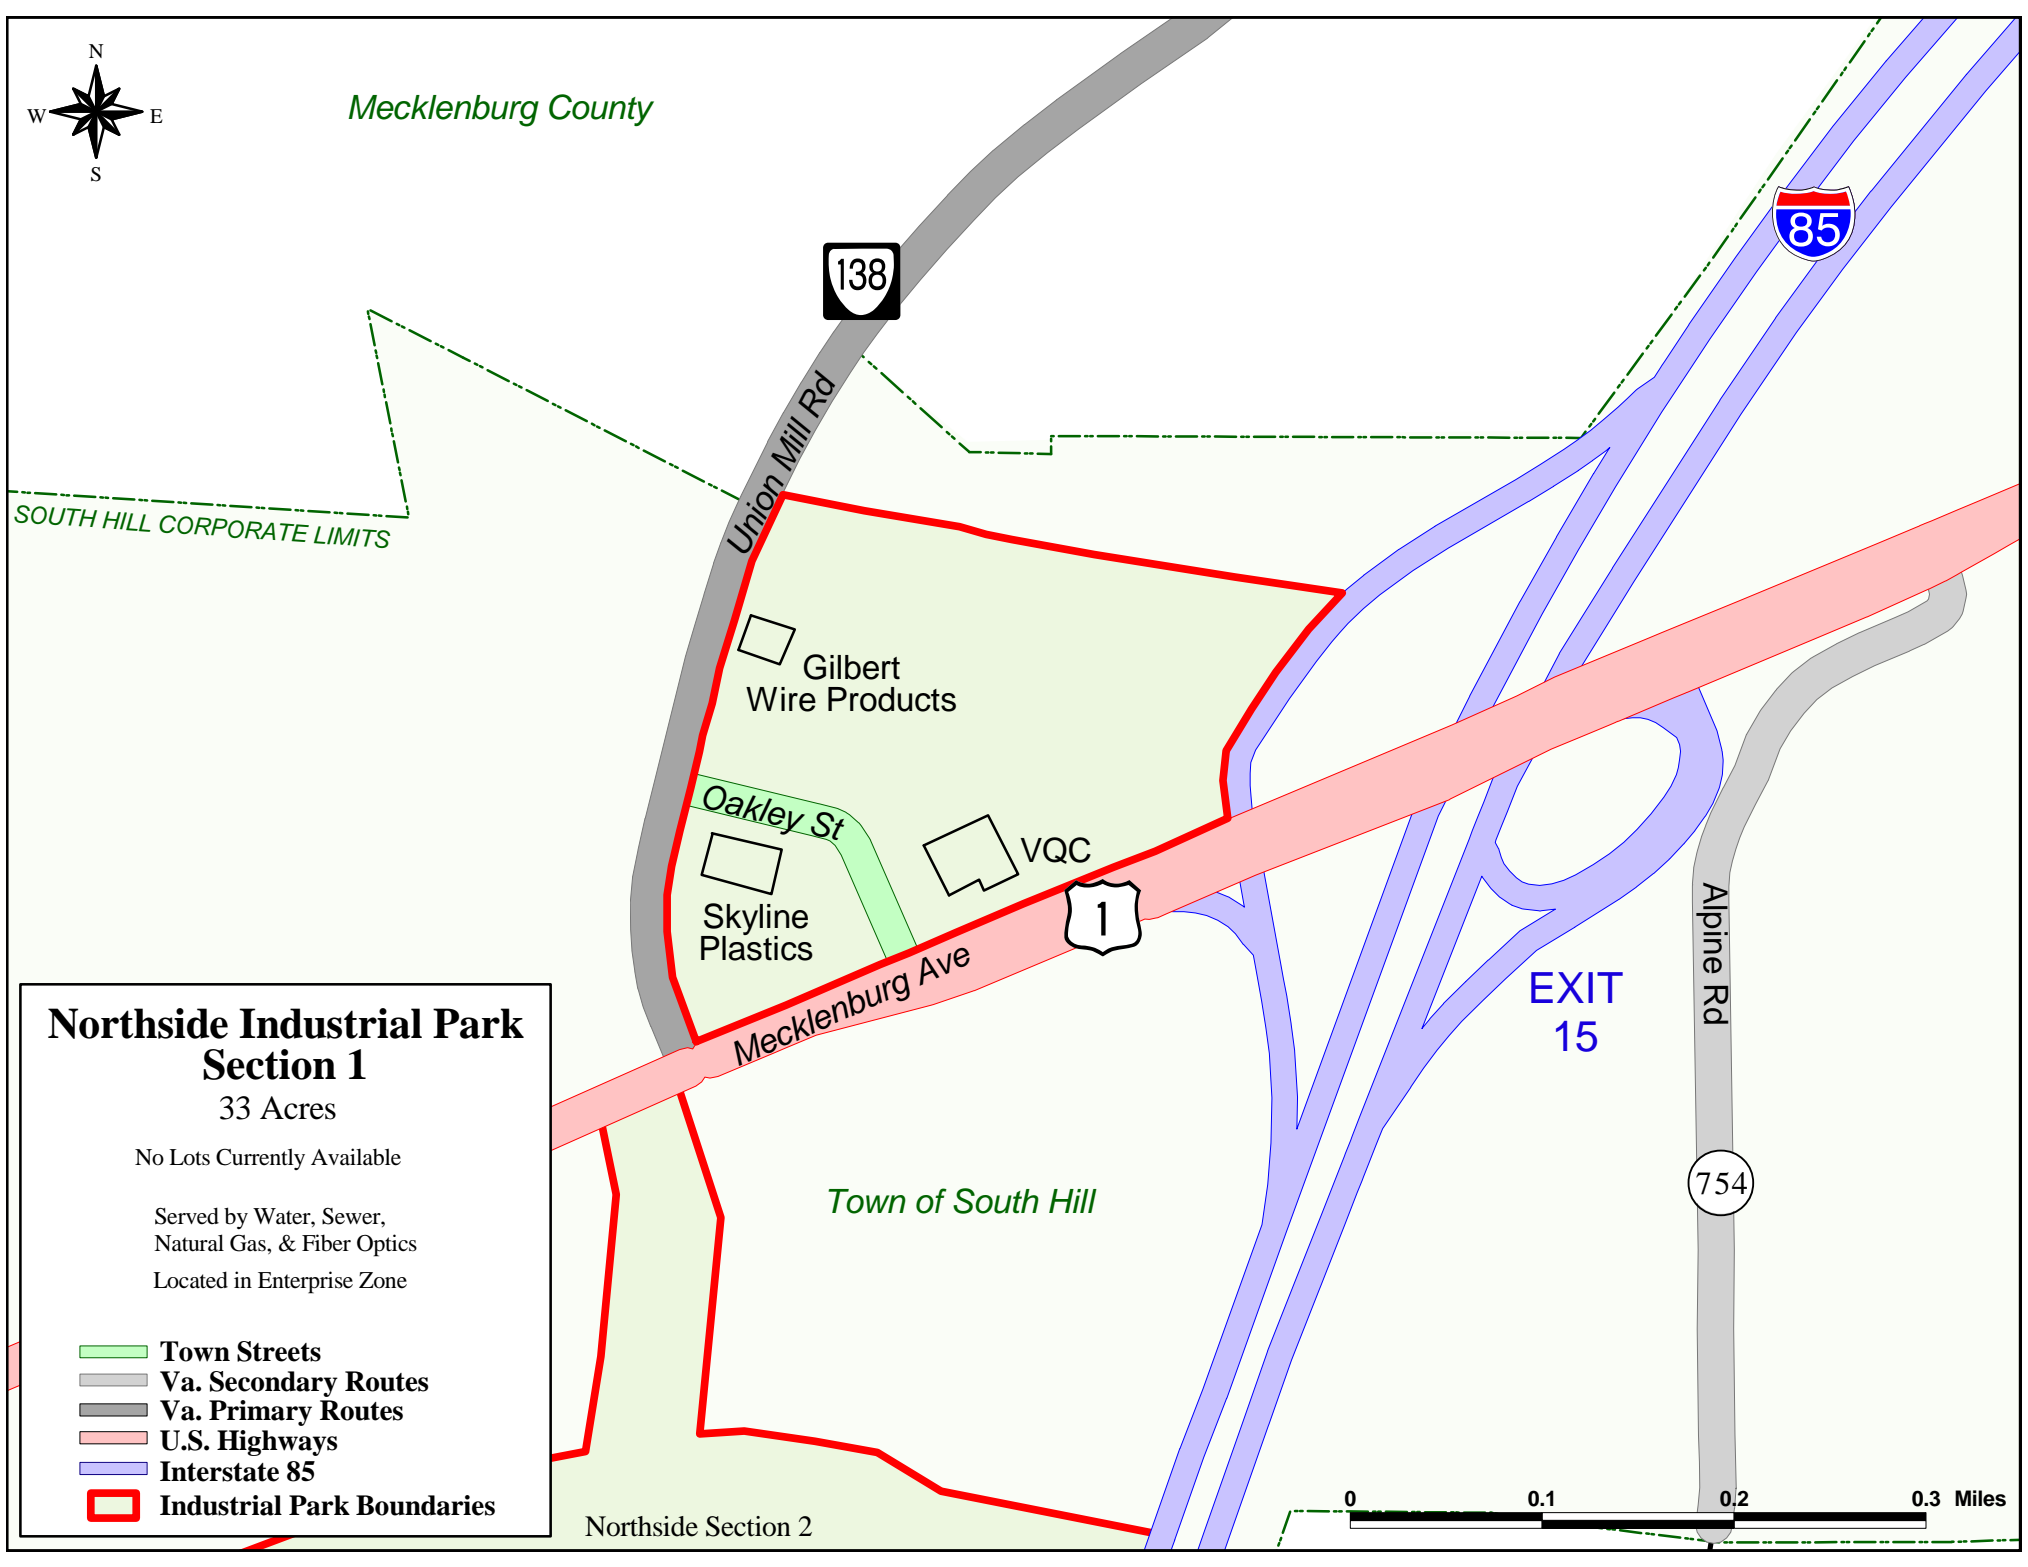 N
W
E
S
Mecklenburg County
85
138
Union Mill Rd
SOUTH HILL CORPORATE LIMITS
Gilbert
Wire Products
Oakley St
VQC
Skyline
Plastics
1
Mecklenburg Ave
Alpine Rd
EXIT
15
754
Town of South Hill
Northside Industrial Park
Section 1
33 Acres
No Lots Currently Available
Served by Water, Sewer,
Natural Gas, & Fiber Optics
Located in Enterprise Zone
Town Streets
Va. Secondary Routes
Va. Primary Routes
U.S. Highways
Interstate 85
Industrial Park Boundaries
Northside Section 2
0 0.1 0.2 0.3 Miles